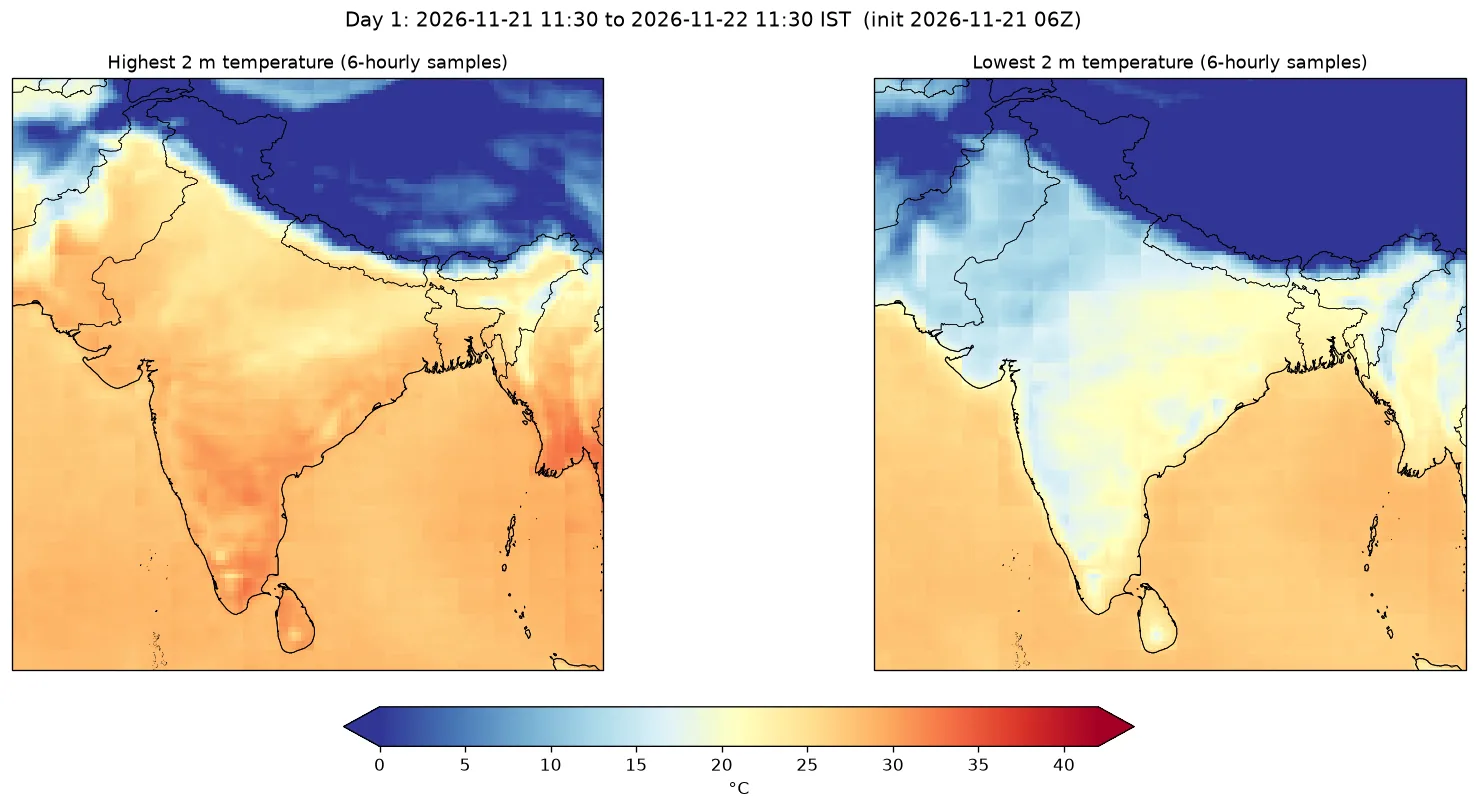 Day 1: 2026-11-21 11:30 to 2026-11-22 11:30 IST (init 2026-11-21 06Z)
Highest 2 m temperature (6-hourly samples)
Lowest 2 m temperature (6-hourly samples)
0 5 10 15 20 25 30 35 40
°C